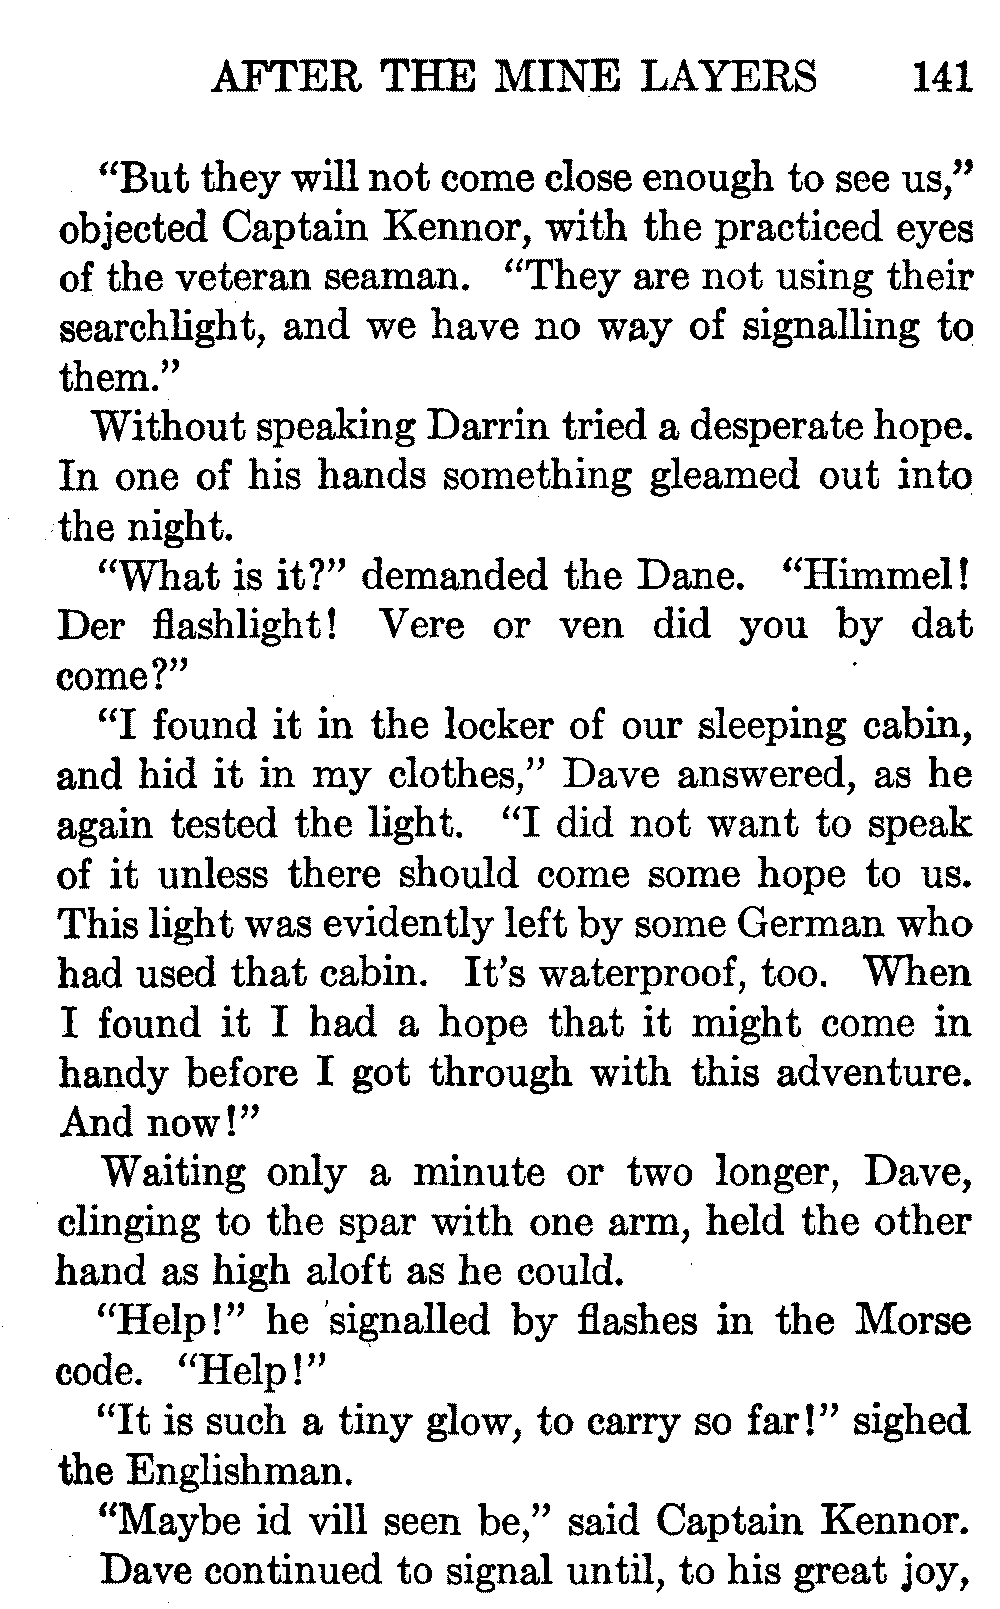 AFTER THE MINE LAYERS 141
“But they will not come close enough to see us,”
objected Captain Kennor, with the practiced eyes
of the veteran seaman. “They are not using their
searchlight, and we have no way of signalling to
them.”
Without speaking Darrin tried a desperate hope.
In one of his hands something gleamed out into
the night.
“What is it?” demanded the Dane. “Himmel!
Der flashlight! Vere or ven did you by dat
come?”
“I found it in the locker of our sleeping cabin,
and hid it in my clothes,” Dave answered, as he
again tested the light. “I did not want to speak
of it unless there should come some hope to us.
This light was evidently left by some German who
had used that cabin. It’s waterproof, too. When
I found it I had a hope that it might come in
handy before I got through with this adventure.
And now!”
Waiting only a minute or two longer, Dave,
clinging to the spar with one arm, held the other
hand as high aloft as he could.
“Help!” he signalled by flashes in the Morse
code. “Help!”
“It is such a tiny glow, to carry so far!” sighed
the Englishman.
“Maybe id vill seen be,” said Captain Kennor.
Dave continued to signal until, to his great joy,